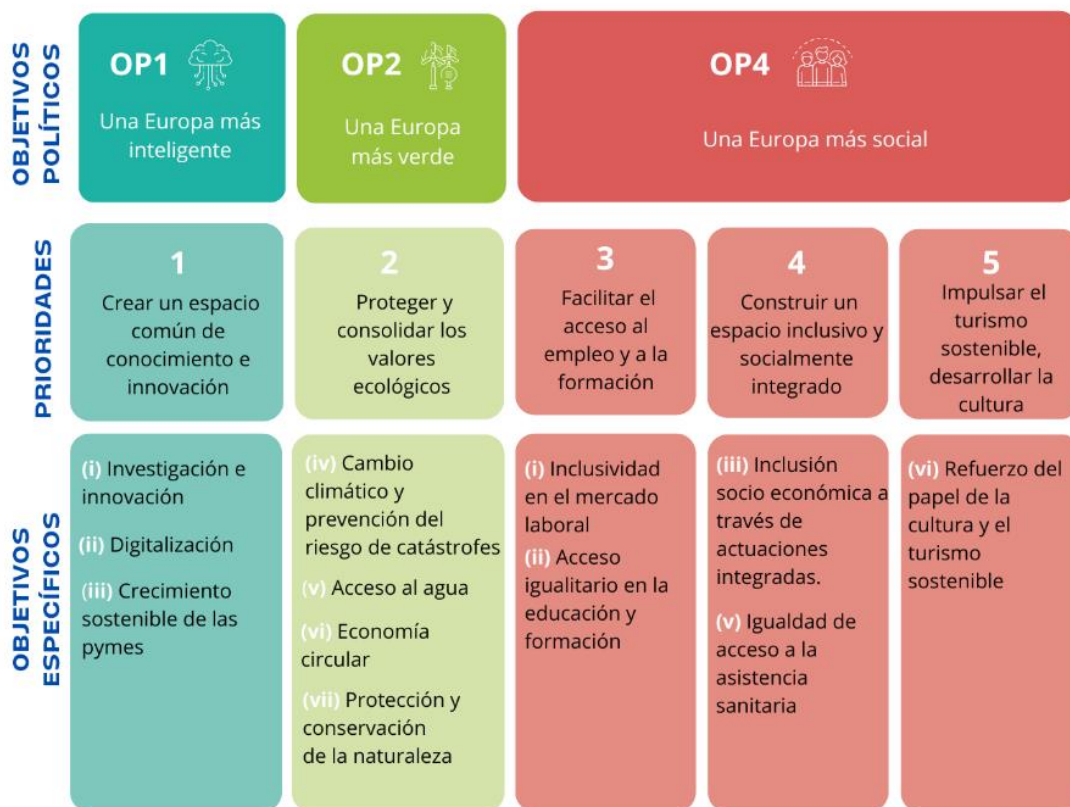 OBJETIVOS
POLÍTICOS
OP1
Una Europa más
inteligente
OP2
Una Europa
más verde
OP4
Una Europa más social
PRIORIDADES
1
Crear un espacio
común de
conocimiento e
innovación
2
Proteger y
consolidar los
valores
ecológicos
3
Facilitar el
acceso al
empleo y a la
formación
4
Construir un
espacio inclusivo y
socialmente
integrado
5
Impulsar el
turismo
sostenible,
desarrollar la
cultura
OBJETIVOS
ESPECÍFICOS
(i) Investigación e
innovación
(ii) Digitalización
(iii) Crecimiento
sostenible de las
pymes
(iv) Cambio
climático y
prevención del
riesgo de catástrofes
(v) Acceso al agua
(vi) Economía
circular
(vii) Protección y
conservación
de la naturaleza
(i) Inclusividad
en el mercado
laboral
(ii) Acceso
igualitario en la
educación y
formación
(iii) Inclusión
socio económica a
través de
actuaciones
integradas.
(v) Igualdad de
acceso a la
asistencia
sanitaria
(vi) Refuerzo del
papel de la
cultura y el
turismo
sostenible